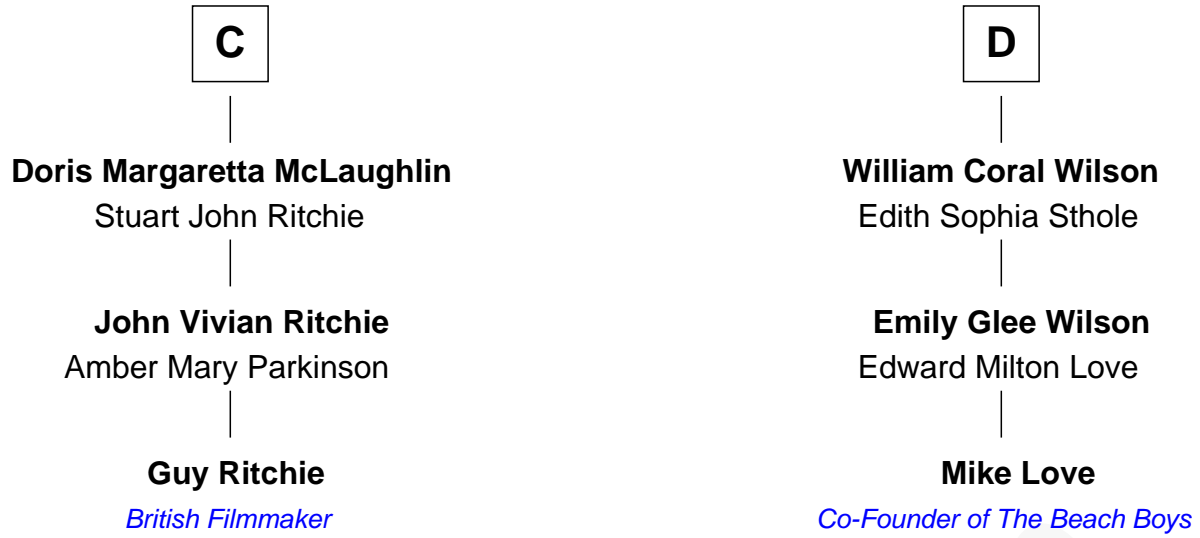 C
Doris Margaretta McLaughlin
Stuart John Ritchie
John Vivian Ritchie
Amber Mary Parkinson
Guy Ritchie
British Filmmaker
D
William Coral Wilson
Edith Sophia Sthole
Emily Glee Wilson
Edward Milton Love
Mike Love
Co-Founder of The Beach Boys